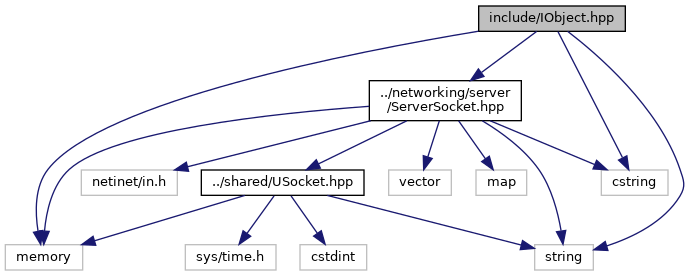 include/IObject.hpp
../networking/server
/ServerSocket.hpp
netinet/in.h
../shared/USocket.hpp
vector
map
cstring
memory
sys/time.h
cstdint
string